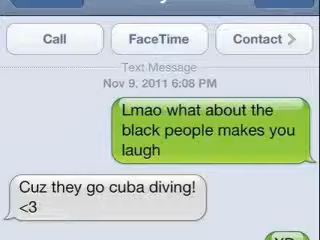 Call FaceTime Contact
Text Message
Nov 9, 2011 6:08 PM
Lmao what about the
black people makes you
laugh
Cuz they go cuba diving!
<3